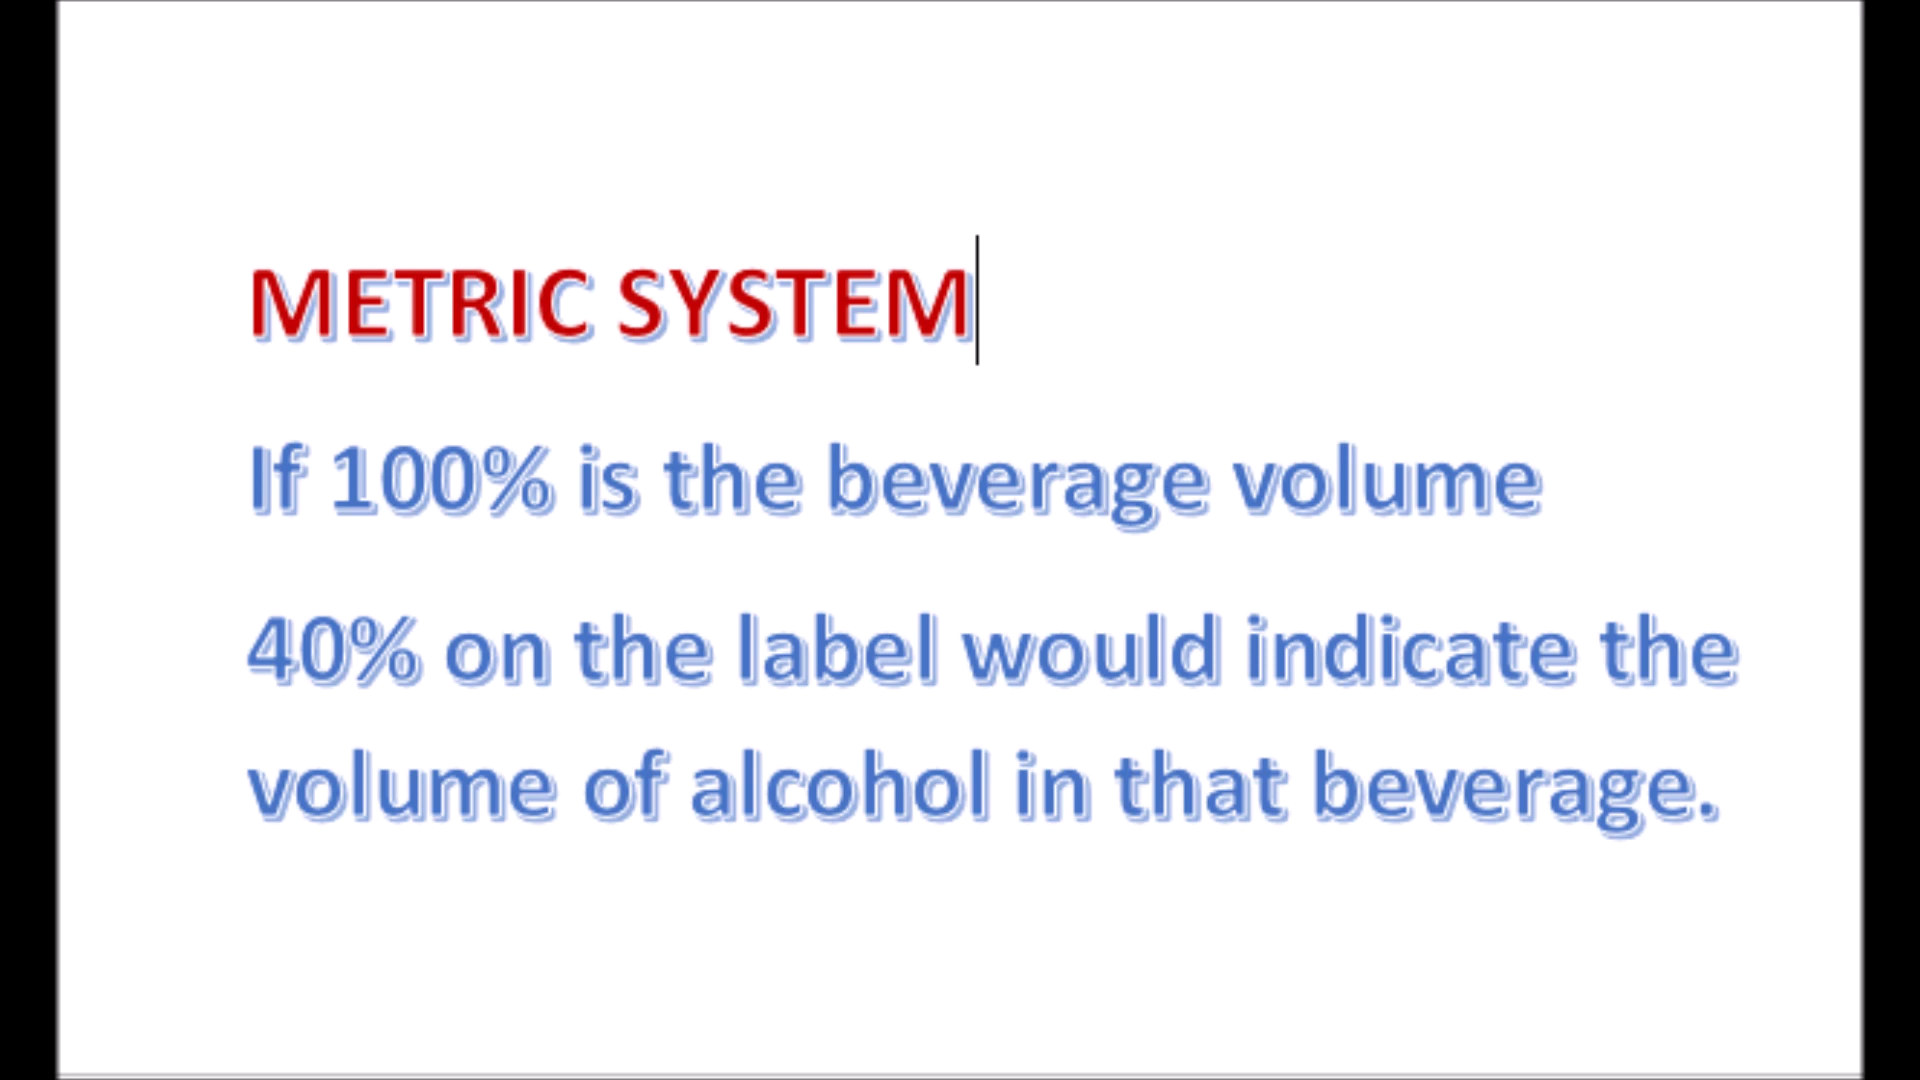 METRIC SYSTEM
If 100% is the beverage volume
40% on the label would indicate the
volume of alcohol in that beverage.